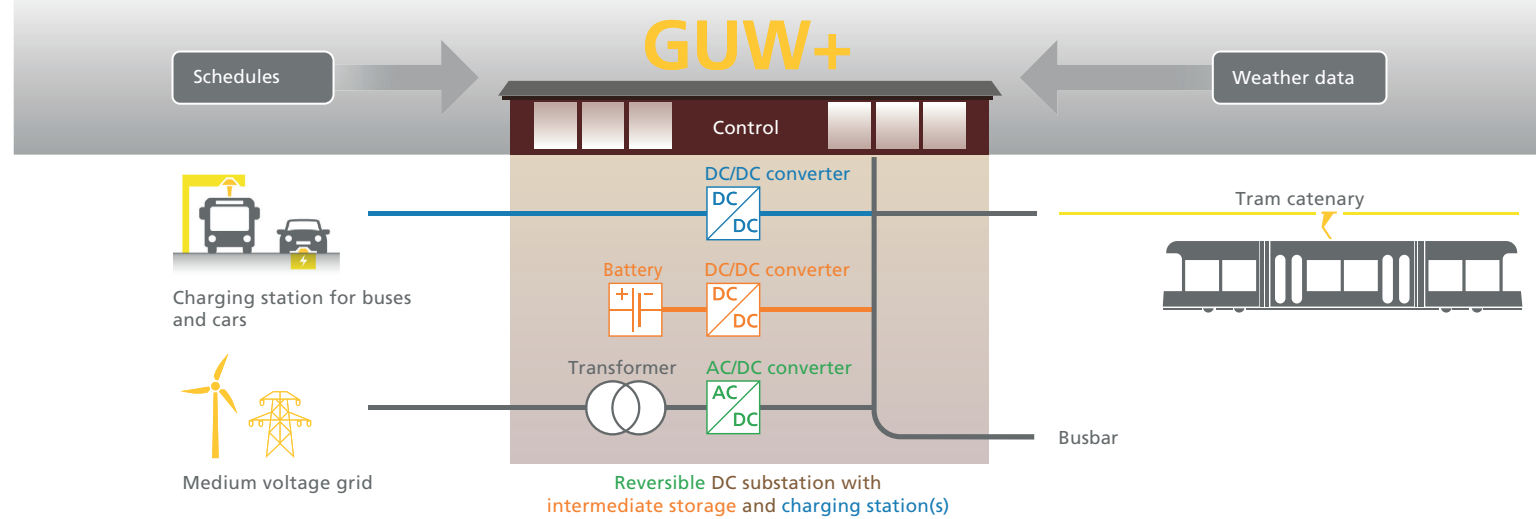 GUW+
Schedules
Weather data
Control
DC/DC converter
DC
DC
Tram catenary
Battery
DC/DC converter
+ −
DC
DC
Charging station for buses
and cars
Transformer
AC/DC converter
AC
DC
Busbar
Medium voltage grid
Reversible DC substation with
intermediate storage and charging station(s)